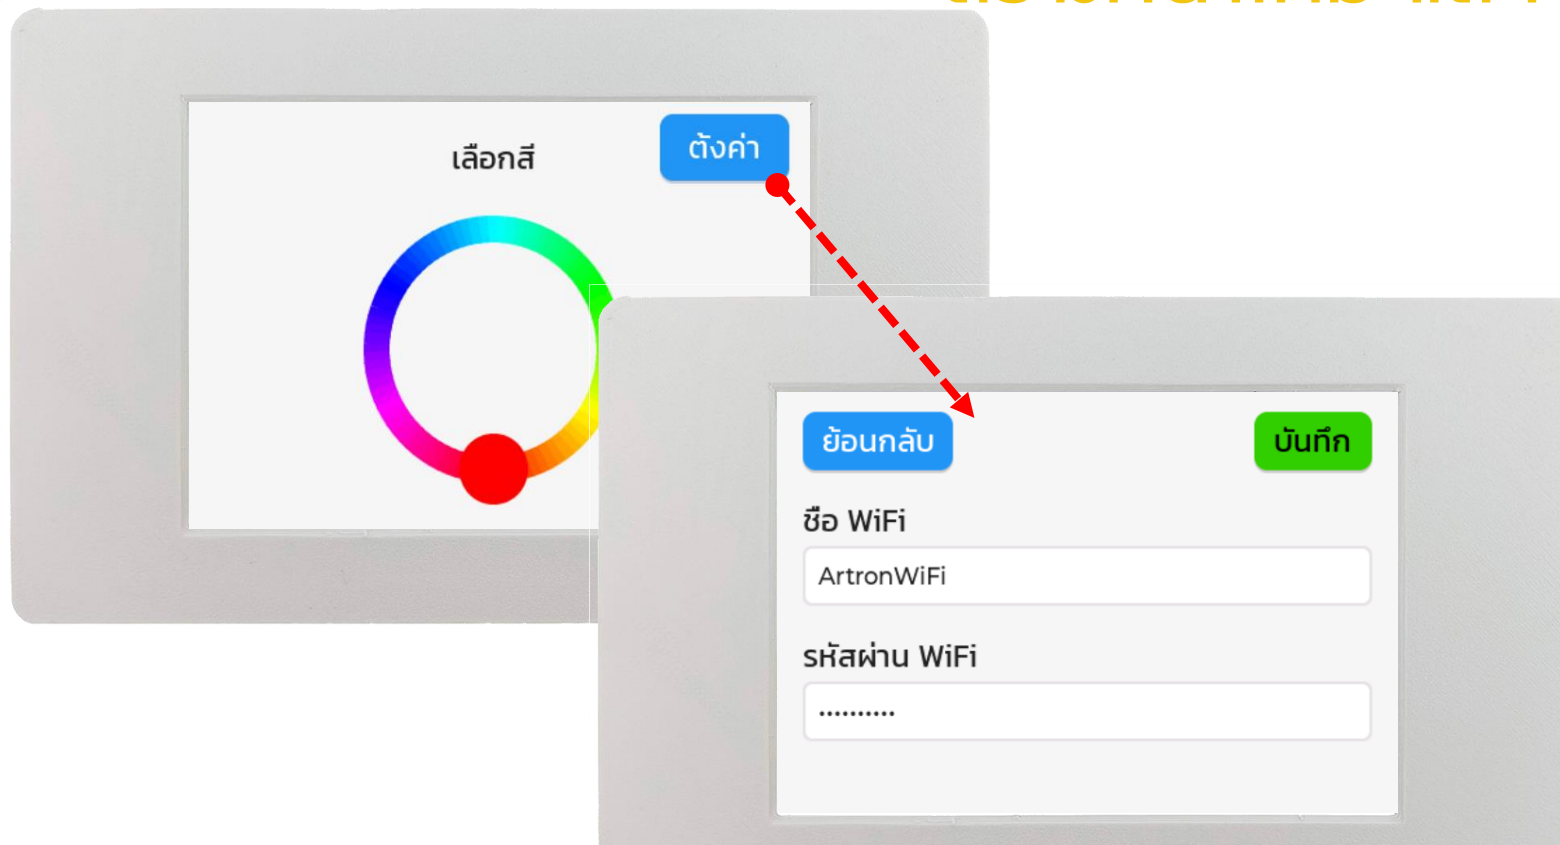 เลือกสี
ตั้งค่า
ย้อนกลับ
บันทึก
ชื่อ WiFi
ArtronWiFi
รหัสผ่าน WiFi
••••••••••